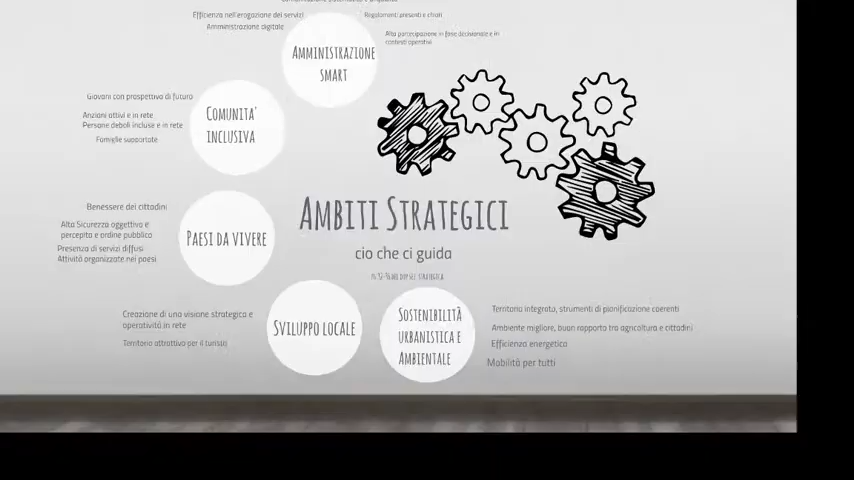 Efficienza nell'erogazione dei servizi
Amministrazione digitale
Regolamenti presenti e chiari
Alta partecipazione in fase decisionale e in
contesti operativi
AMMINISTRAZIONE
SMART
Giovani con prospettiva di futuro
Anziani attivi e in rete
Persone deboli incluse e in rete
Famiglie supportate
COMUNITA'
INCLUSIVA
Benessere dei cittadini
Alta Sicurezza oggettiva e
percepita e ordine pubblico
Presenza di servizi diffusi
Attività organizzate nei paesi
PAESI DA VIVERE
AMBITI STRATEGICI
cio che ci guida
Creazione di una visione strategica e
operatività in rete
Territorio attrattivo per il turista
SVILUPPO LOCALE
SOSTENIBILITÀ
URBANISTICA E
AMBIENTALE
Territorio integrato, strumenti di pianificazione coerenti
Ambiente migliore, buon rapporto tra agricoltura e cittadini
Efficienza energetica
Mobilità per tutti